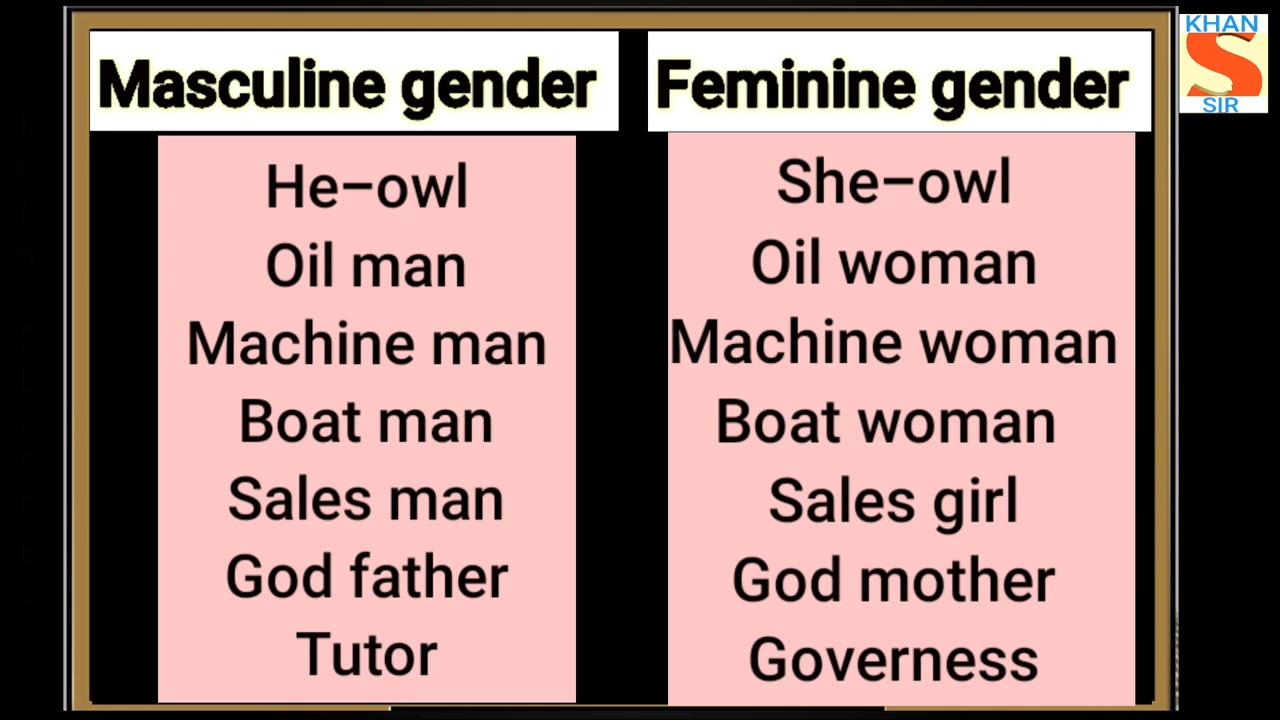 Masculine gender
Feminine gender
KHAN
S
SIR
He–owl
She–owl
Oil man
Oil woman
Machine man
Machine woman
Boat man
Boat woman
Sales man
Sales girl
God father
God mother
Tutor
Governess